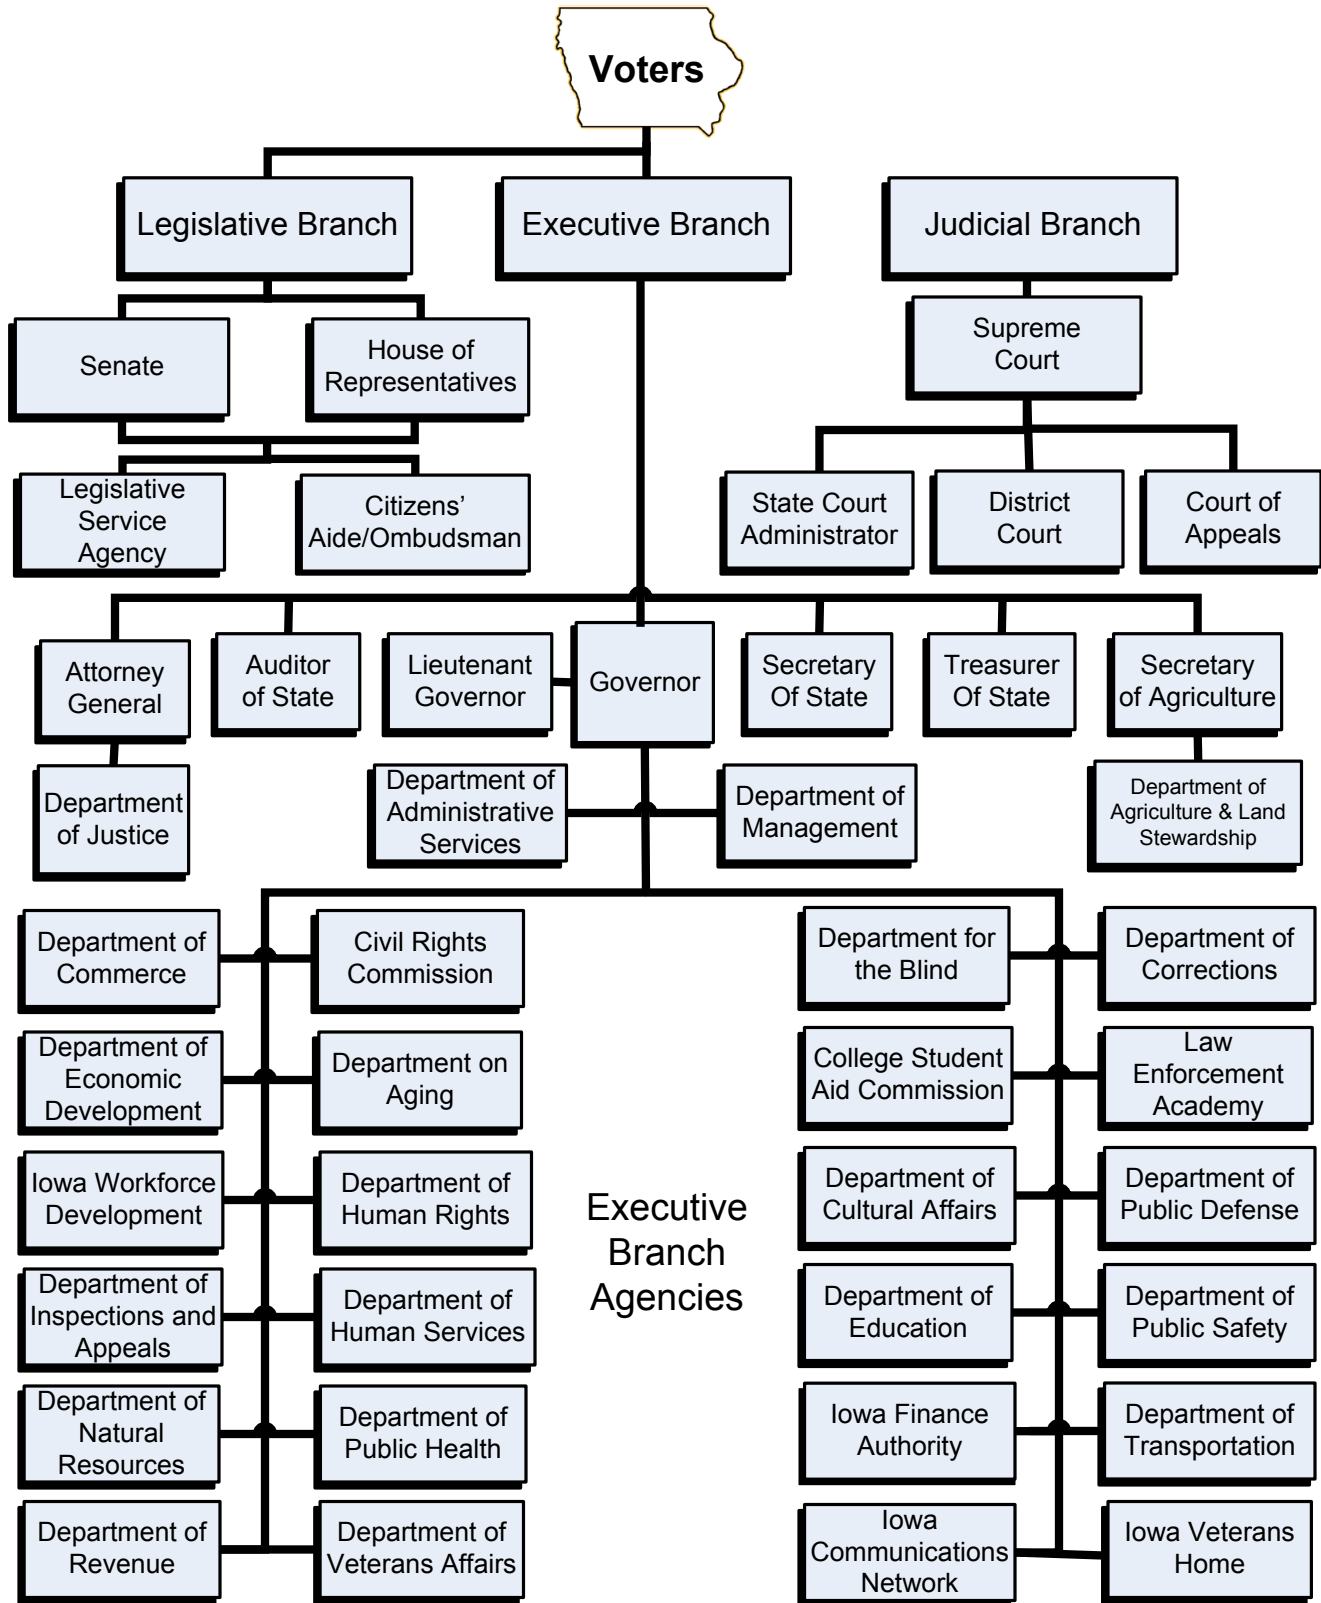 Voters
Legislative Branch
Executive Branch
Judicial Branch
Senate
House of
Representatives
Supreme
Court
Legislative
Service
Agency
Citizens'
Aide/Ombudsman
State Court
Administrator
District
Court
Court of
Appeals
Attorney
General
Auditor
of State
Lieutenant
Governor
Governor
Secretary
Of State
Treasurer
Of State
Secretary
of Agriculture
Department
of Justice
Department of
Administrative
Services
Department of
Management
Department of
Agriculture & Land
Stewardship
Department of
Commerce
Civil Rights
Commission
Department for
the Blind
Department of
Corrections
Department of
Economic
Development
Department on
Aging
College Student
Aid Commission
Law
Enforcement
Academy
Iowa Workforce
Development
Department of
Human Rights
Executive
Branch
Agencies
Department of
Cultural Affairs
Department of
Public Defense
Department of
Inspections and
Appeals
Department of
Human Services
Department of
Education
Department of
Public Safety
Department of
Natural
Resources
Department of
Public Health
Iowa Finance
Authority
Department of
Transportation
Department of
Revenue
Department of
Veterans Affairs
Iowa
Communications
Network
Iowa Veterans
Home